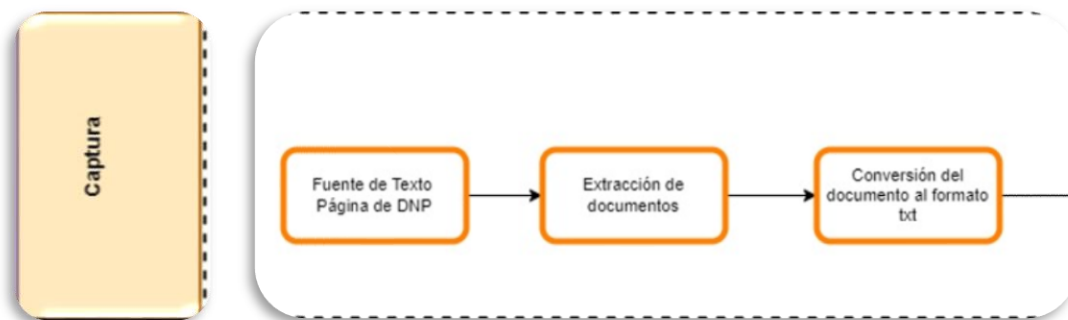 Captura
Fuente de Texto
Página de DNP
Extracción de
documentos
Conversión del
documento al formato
txt